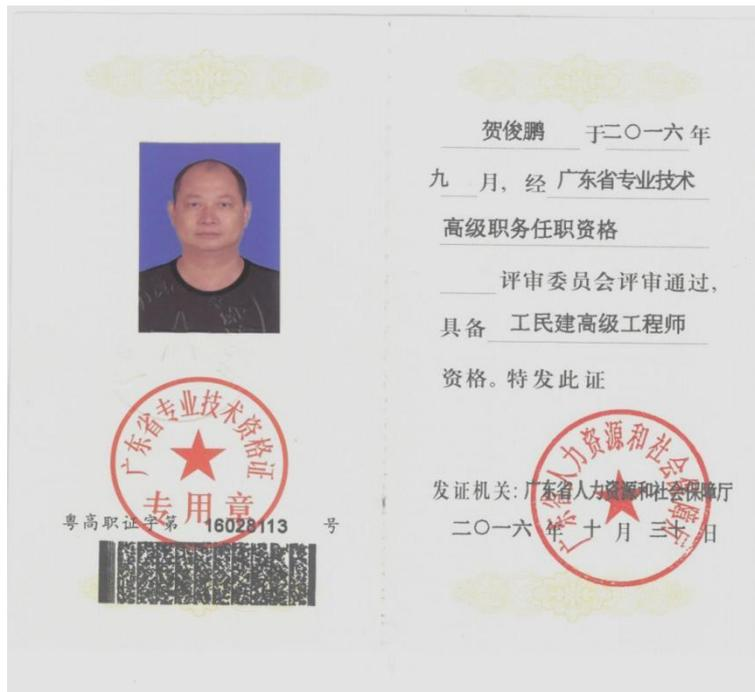 广东省专业技术资格证
专用章
粤高职证字第 16028113 号
贺俊鹏 于二〇一六年
九 月，经 广东省专业技术
高级职务任职资格
评审委员会评审通过，
具备 工民建高级工程师
资格。特发此证
广东省人力资源和社会保障厅
发证机关：广东省人力资源和社会保障厅
二〇一六 年 十 月 三十 日